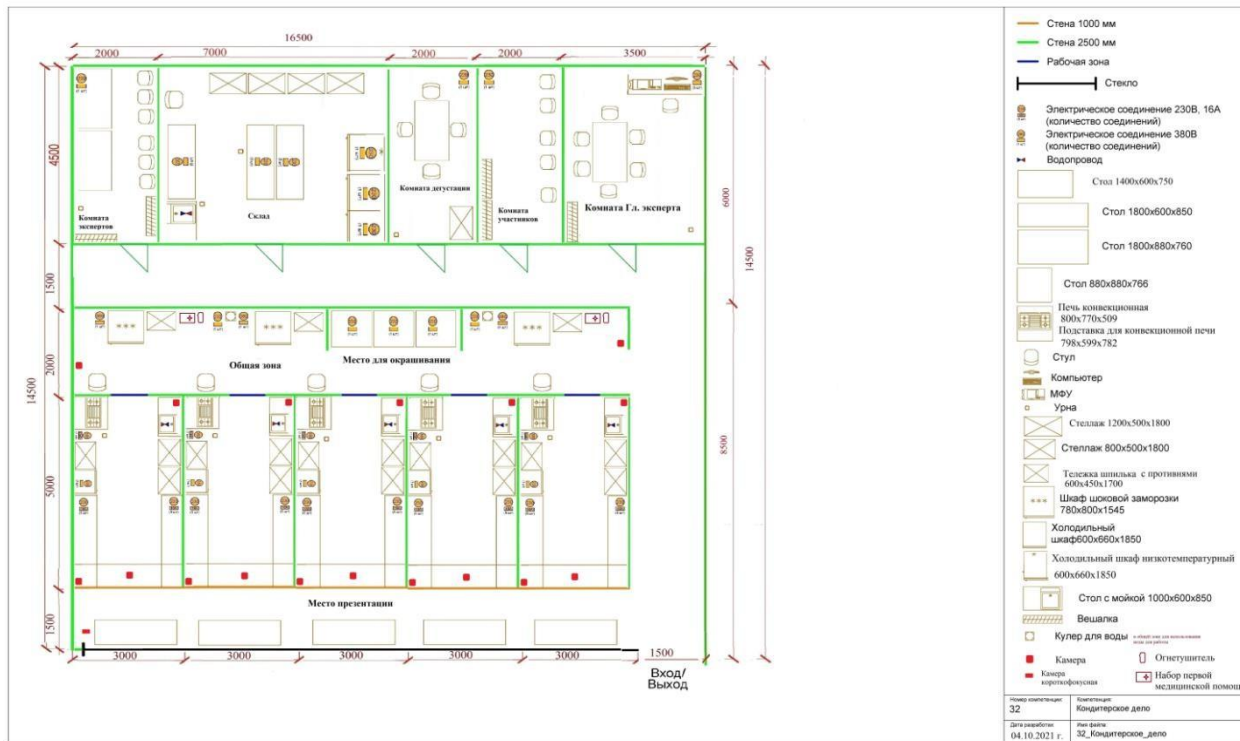 16500
2000
7000
2000
2000
3500
4500
1500
2000
14500
5000
1500
6000
14500
8500
Комната
экспертов
Склад
Комната дегустации
Комната
участников
Комната Гл. эксперта
Общая зона
Место для окрашивания
Место презентации
3000
3000
3000
3000
3000
1500
Вход/
Выход
Стена 1000 мм
Стена 2500 мм
Рабочая зона
Стекло
Электрическое соединение 230В, 16А
(количество соединений)
Электрическое соединение 380В
(количество соединений)
Водопровод
Стол 1400х600х750
Стол 1800х600х850
Стол 1800х880х760
Стол 880х880х766
Печь конвекционная
800х770х509
Подставка для конвекционной печи
798х599х782
Стул
Компьютер
МФУ
Урна
Стеллаж 1200х500х1800
Стеллаж 800х500х1800
Тележка шпилька с противнями
600х450х1700
Шкаф шоковой заморозки
780х800х1545
Холодильный
шкаф600х660х1850
Холодильный шкаф низкотемпературный
600х660х1850
Стол с мойкой 1000х600х850
Вешалка
Кулер для воды
Камера
Огнетушитель
Камера
короткофокусная
Набор первой
медицинской помощи
Номер компетенции:
32
Компетенция:
Кондитерское дело
Дата разработки
04.10.2021 г.
Имя файла:
32_Кондитерское_дело